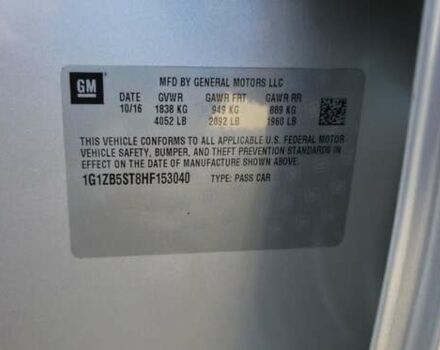 GM
MFD BY GENERAL MOTORS LLC
DATE GVWR GAWR FRT GAWR RR
10/16 1838 KG 949 KG 889 KG
4052 LB 2092 LB 1960 LB
THIS VEHICLE CONFORMS TO ALL APPLICABLE U.S. FEDERAL MOTOR
VEHICLE SAFETY, BUMPER, AND THEFT PREVENTION STANDARDS IN
EFFECT ON THE DATE OF MANUFACTURE SHOWN ABOVE.
1G1ZB5ST8HF153040 TYPE: PASS CAR